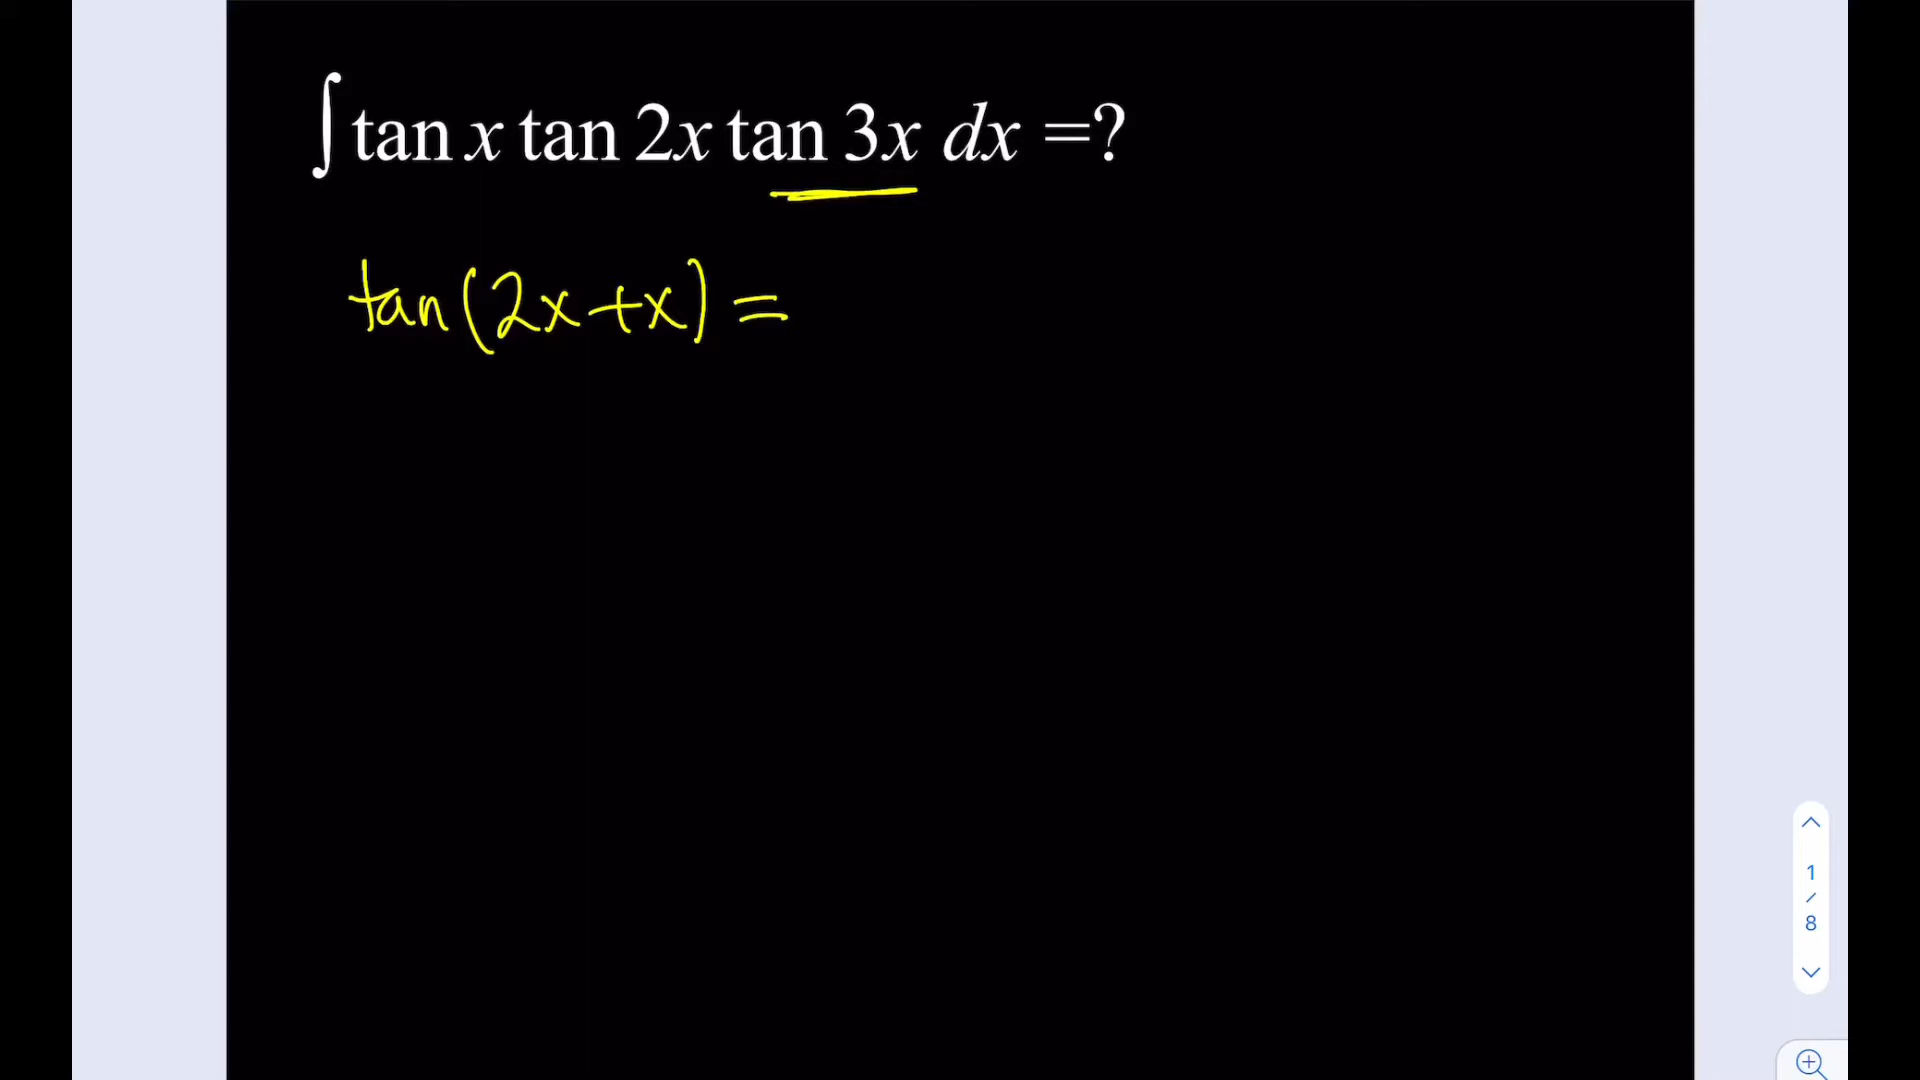 ∫ tan x tan 2x tan 3x dx =?
tan(2x+x) =
1
/
8